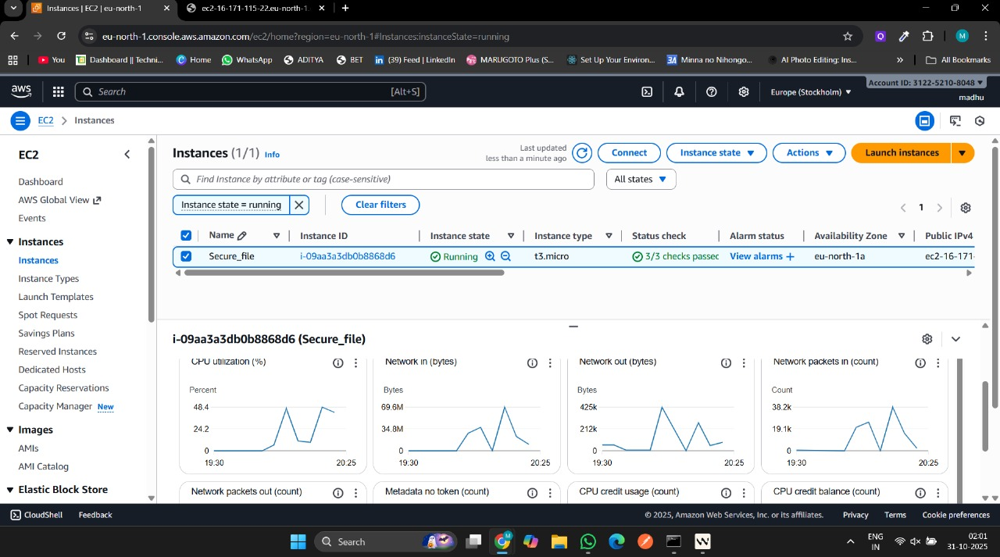 Instances | EC2 | eu-north-1
ec2-16-171-115-22.eu-north-1.
eu-north-1.console.aws.amazon.com/ec2/home?region=eu-north-1#Instances:instanceState=running
M
You
Dashboard || Techni...
Home
WhatsApp
ADITYA
BET
(39) Feed | LinkedIn
MARUGOTO Plus (S...
Set Up Your Environ...
Minna no Nihongo...
AI Photo Editing: Ins...
All Bookmarks
aws
Search
[Alt+S]
Europe (Stockholm)
Account ID: 3122-5210-8048
madhu
EC2
Instances
EC2
Dashboard
AWS Global View
Events
Instances
Instances
Instance Types
Launch Templates
Spot Requests
Savings Plans
Reserved Instances
Dedicated Hosts
Capacity Reservations
Capacity Manager New
Images
AMIs
AMI Catalog
Elastic Block Store
Instances (1/1) Info
Last updated
less than a minute ago
Connect
Instance state
Actions
Launch instances
Find Instance by attribute or tag (case-sensitive)
All states
Instance state = running
Clear filters
1
Name
Instance ID
Instance state
Instance type
Status check
Alarm status
Availability Zone
Public IPv4
Secure_file
i-09aa3a3db0b8868d6
Running
t3.micro
3/3 checks passec
View alarms +
eu-north-1a
ec2-16-171-
i-09aa3a3db0b8868d6 (Secure_file)
CPU utilization (%)
Percent
48.4
24.2
0
19:30
20:25
Network in (bytes)
Bytes
69.6M
34.8M
0
19:30
20:25
Network out (bytes)
Bytes
425k
212k
0
19:30
20:25
Network packets in (count)
Count
38.2k
19.1k
0
19:30
20:25
Network packets out (count)
Metadata no token (count)
CPU credit usage (count)
CPU credit balance (count)
CloudShell
Feedback
© 2025, Amazon Web Services, Inc. or its affiliates.
Privacy
Terms
Cookie preferences
Search
ENG
IN
02:01
31-10-2025